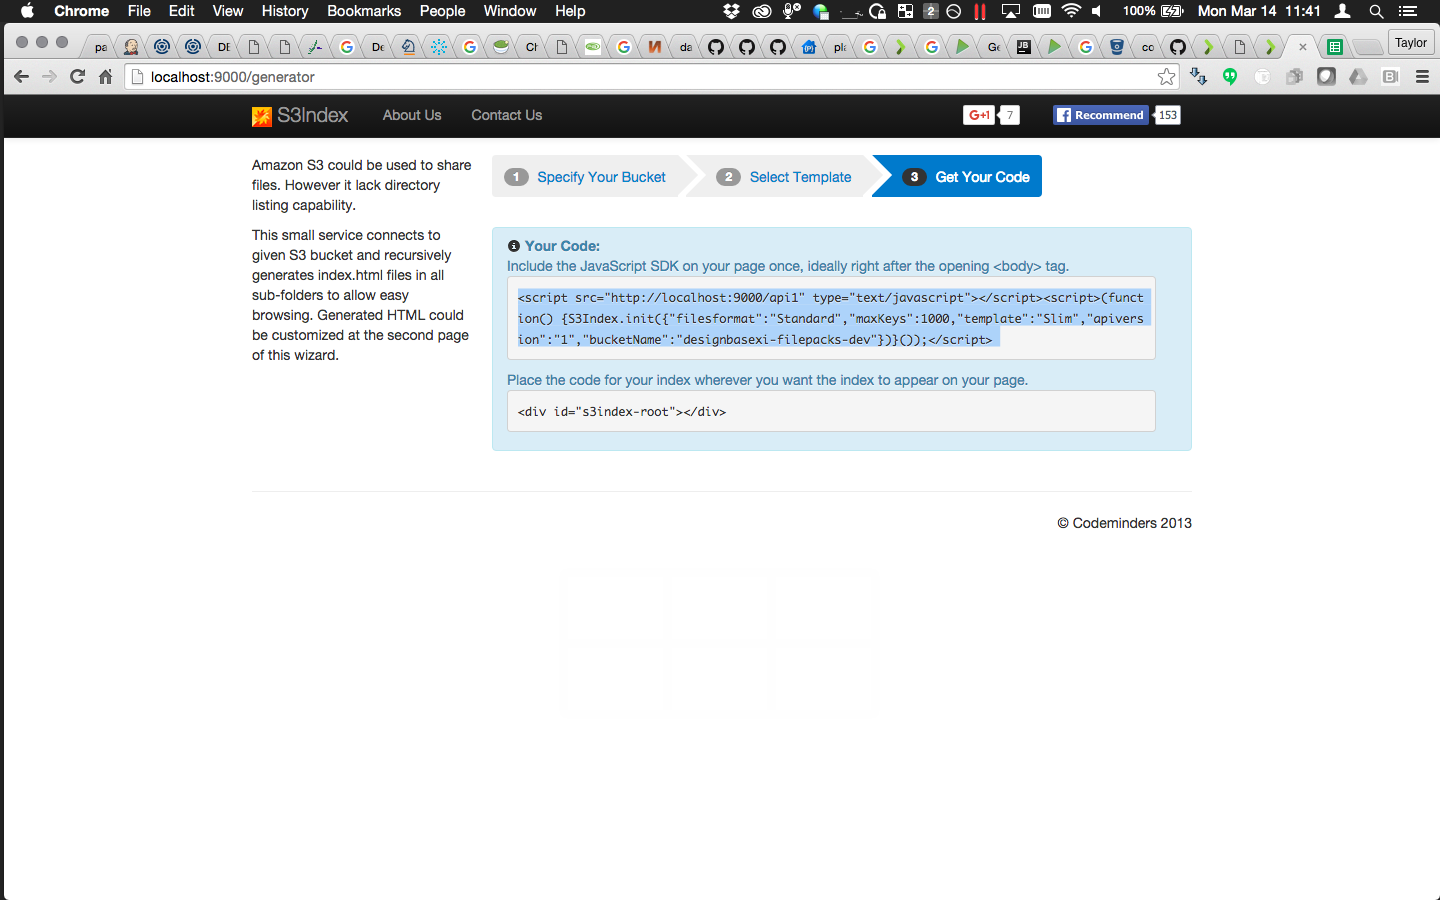 Chrome File Edit View History Bookmarks People Window Help 2 100% Mon Mar 14 11:41
pa DE De Ch da pla Ge JB co Taylor
localhost:9000/generator
S3Index About Us Contact Us G+1 7 Recommend 153
Amazon S3 could be used to share
files. However it lack directory
listing capability.
This small service connects to
given S3 bucket and recursively
generates index.html files in all
sub-folders to allow easy
browsing. Generated HTML could
be customized at the second page
of this wizard.
1 Specify Your Bucket 2 Select Template 3 Get Your Code
Your Code:
Include the JavaScript SDK on your page once, ideally right after the opening <body> tag.
<script src="http://localhost:9000/api1" type="text/javascript"></script><script>(funct
ion() {S3Index.init({"filesformat":"Standard","maxKeys":1000,"template":"Slim","apivers
ion":"1","bucketName":"designbasexi-filepacks-dev"})}());</script>
Place the code for your index wherever you want the index to appear on your page.
<div id="s3index-root"></div>
© Codeminders 2013